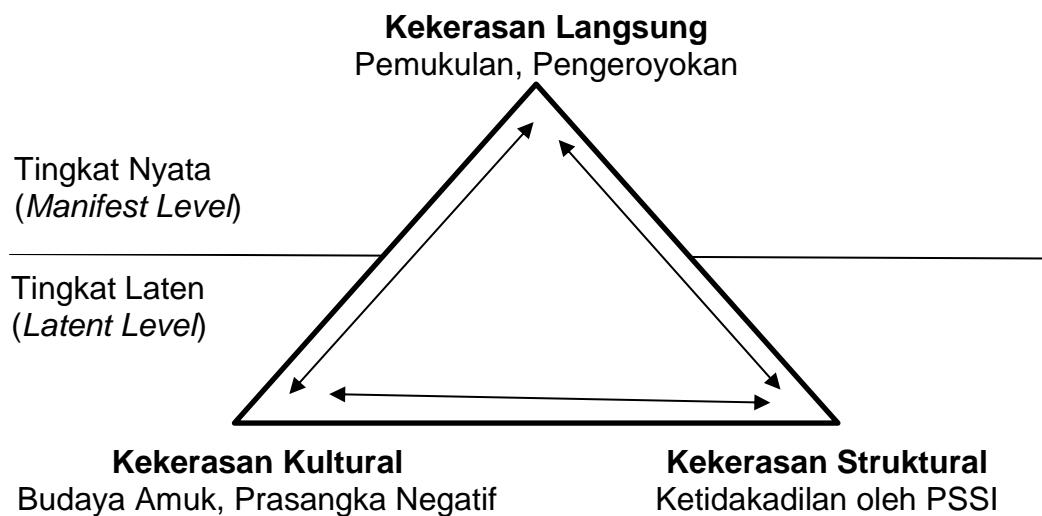 Kekerasan Langsung
Pemukulan, Pengeroyokan
Tingkat Nyata
(Manifest Level)
Tingkat Laten
(Latent Level)
Kekerasan Kultural
Budaya Amuk, Prasangka Negatif
Kekerasan Struktural
Ketidakadilan oleh PSSI